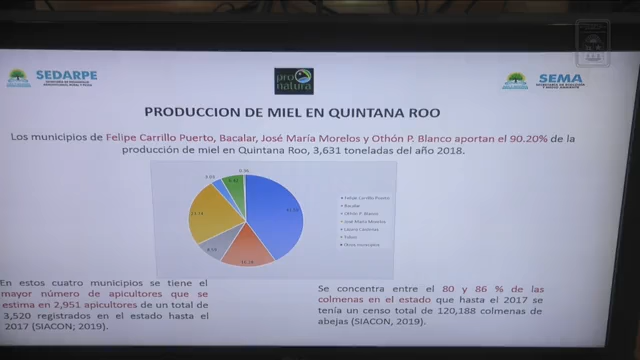 SEDARPE
pro
natura
SEMA
PRODUCCION DE MIEL EN QUINTANA ROO
Los municipios de Felipe Carrillo Puerto, Bacalar, José María Morelos y Othón P. Blanco aportan el 90.20% de la
producción de miel en Quintana Roo, 3,631 toneladas del año 2018.
Felipe Carrillo Puerto
Bacalar
Othón P. Blanco
José María Morelos
Lázaro Cárdenas
Tulum
En estos cuatro municipios se tiene el
mayor número de apicultores que se
estima en 2,951 apicultores de un total de
3,520 registrados en el estado hasta el
2017 (SIACON; 2019).
Se concentra entre el 80 y 86 % de las
colmenas en el estado que hasta el 2017 se
tenía un censo total de 120,188 colmenas de
abejas (SIACON, 2019).